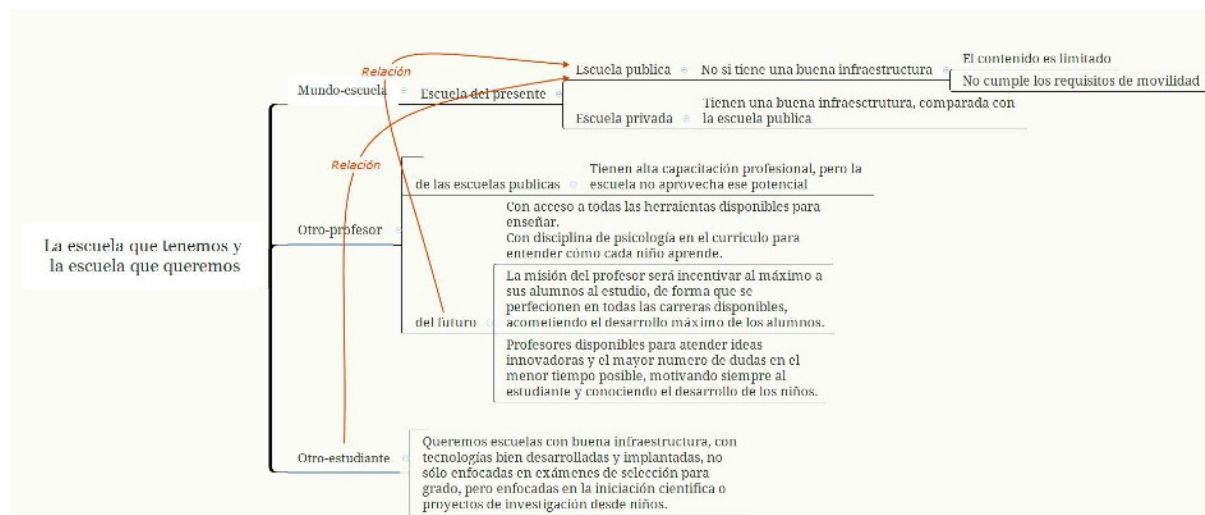 La escuela que tenemos y
la escuela que queremos
Mundo-escuela
Relación
Escuela del presente
Escuela publica
No si tiene una buena infraestructura
El contenido es limitado
No cumple los requisitos de movilidad
Escuela privada
Tienen una buena infraesctrutura, comparada con
la escuela publica
Relación
Otro-profesor
de las escuelas publicas
Tienen alta capacitación profesional, pero la
escuela no aprovecha ese potencial
del futuro
Con acceso a todas las herraientas disponibles para
enseñar.
Con disciplina de psicología en el curriculo para
entender cómo cada niño aprende.
La misión del profesor será incentivar al máximo a
sus alumnos al estudio, de forma que se
perfecionen en todas las carreras disponibles,
acometiendo el desarrollo máximo de los alumnos.
Profesores disponibles para atender ideas
innovadoras y el mayor numero de dudas en el
menor tiempo posible, motivando siempre al
estudiante y conociendo el desarrollo de los niños.
Otro-estudiante
Queremos escuelas con buena infraestructura, con
tecnologías bien desarrolladas y implantadas, no
sólo enfocadas en exámenes de selección para
grado, pero enfocadas en la iniciación cientifica o
proyectos de investigación desde niños.